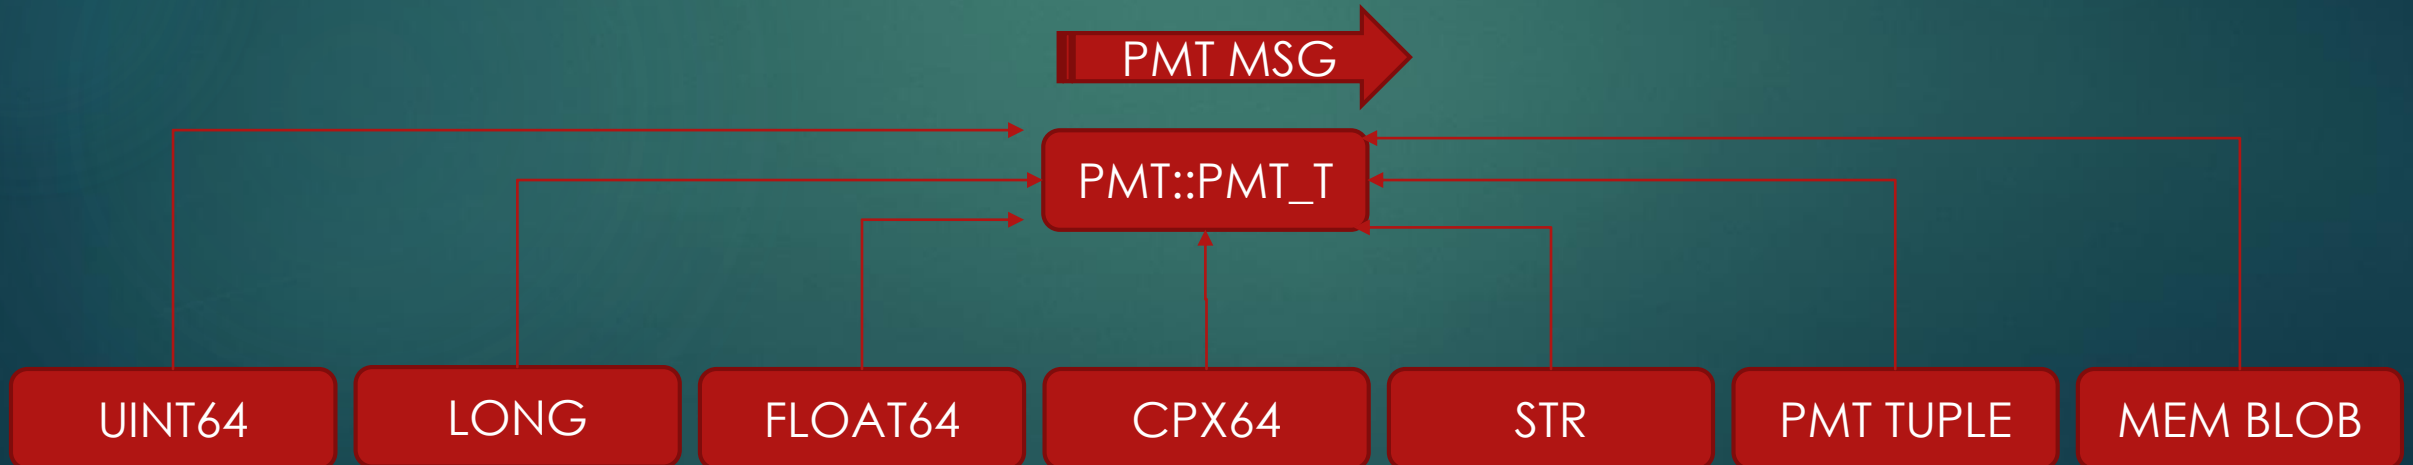 PMT MSG
PMT::PMT_T
UINT64
LONG
FLOAT64
CPX64
STR
PMT TUPLE
MEM BLOB